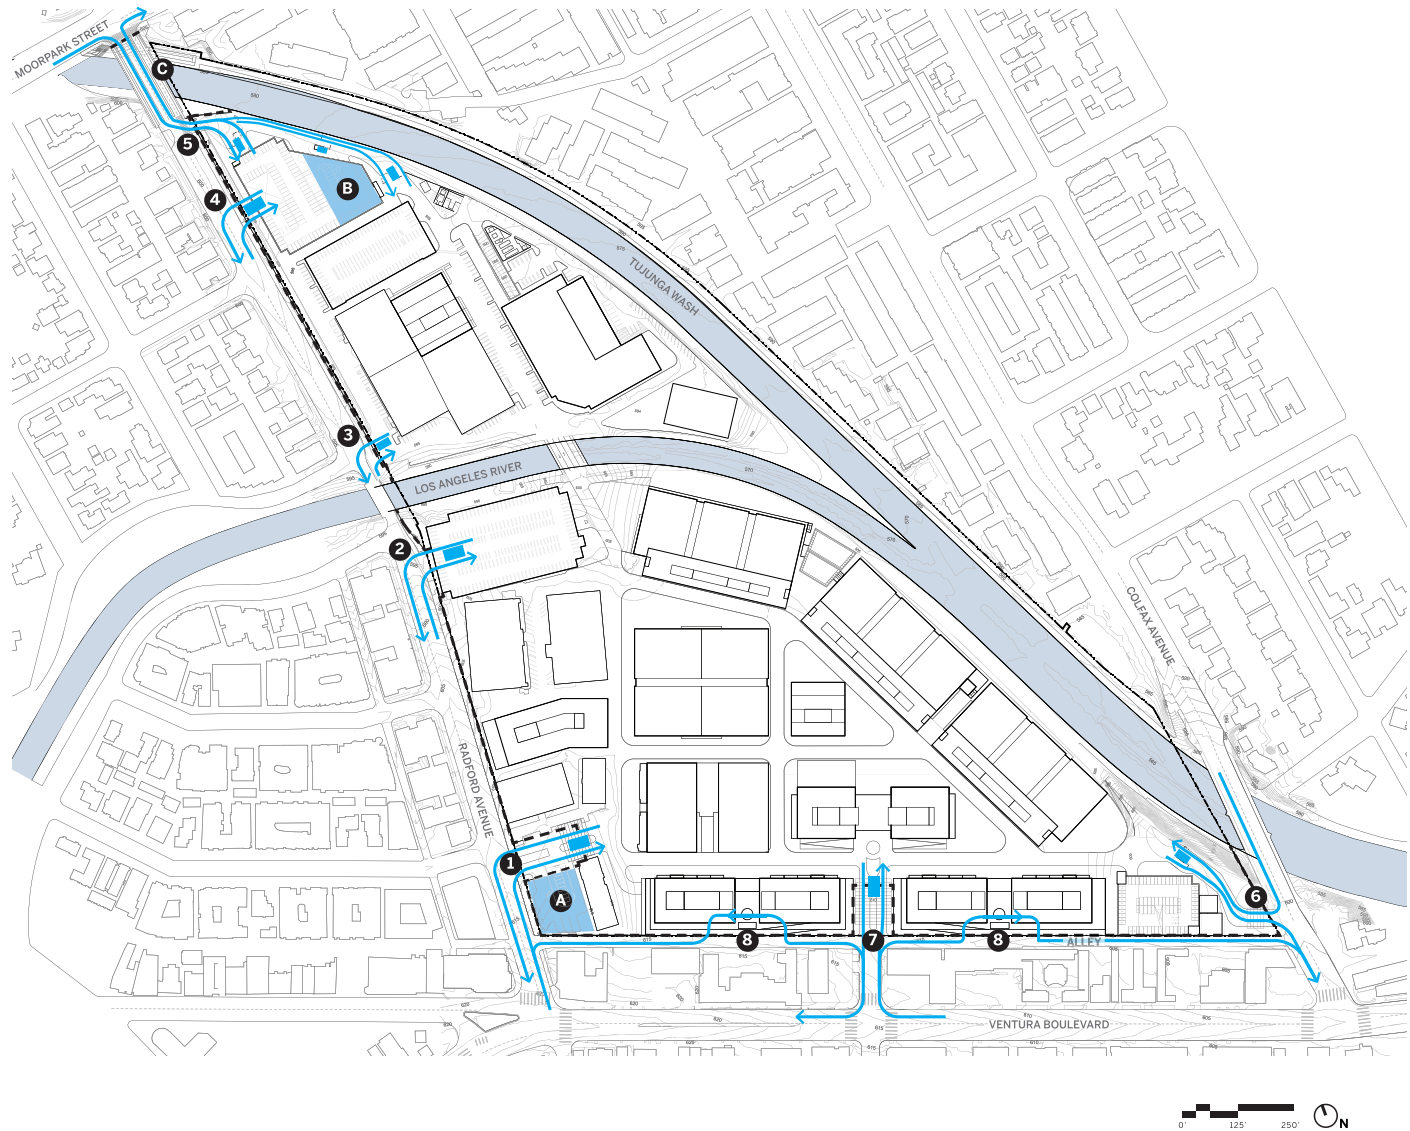 MOORPARK STREET
C
5
B
4
TUJUNGA WASH
3
LOS ANGELES RIVER
2
COLFAX AVENUE
RADFORD AVENUE
1
A
6
8
7
8
ALLEY
VENTURA BOULEVARD
0'
125'
250'
N